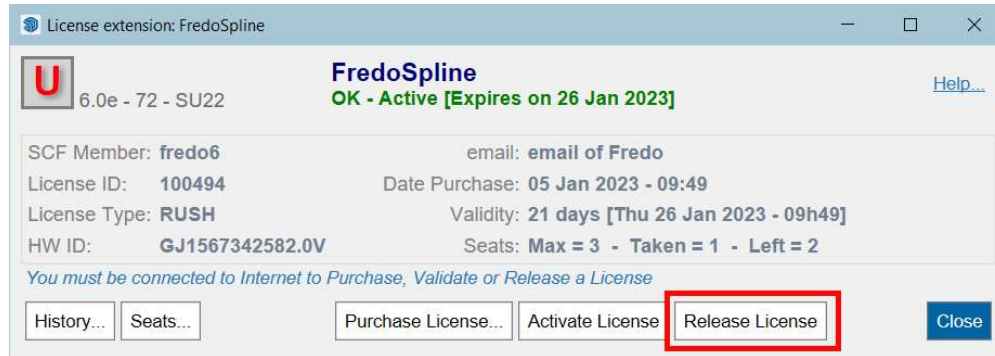 License extension: FredoSpline
U
6.0e - 72 - SU22
FredoSpline
OK - Active [Expires on 26 Jan 2023]
Help...
SCF Member: fredo6
email: email of Fredo
License ID: 100494
Date Purchase: 05 Jan 2023 - 09:49
License Type: RUSH
Validity: 21 days [Thu 26 Jan 2023 - 09h49]
HW ID: GJ1567342582.0V
Seats: Max = 3 - Taken = 1 - Left = 2
You must be connected to Internet to Purchase, Validate or Release a License
History... Seats... Purchase License... Activate License Release License Close